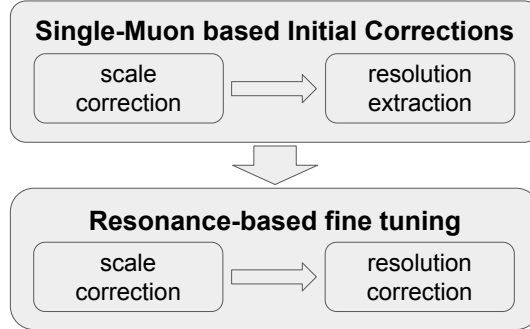 Single-Muon based Initial Corrections
scale
correction
resolution
extraction
Resonance-based fine tuning
scale
correction
resolution
correction